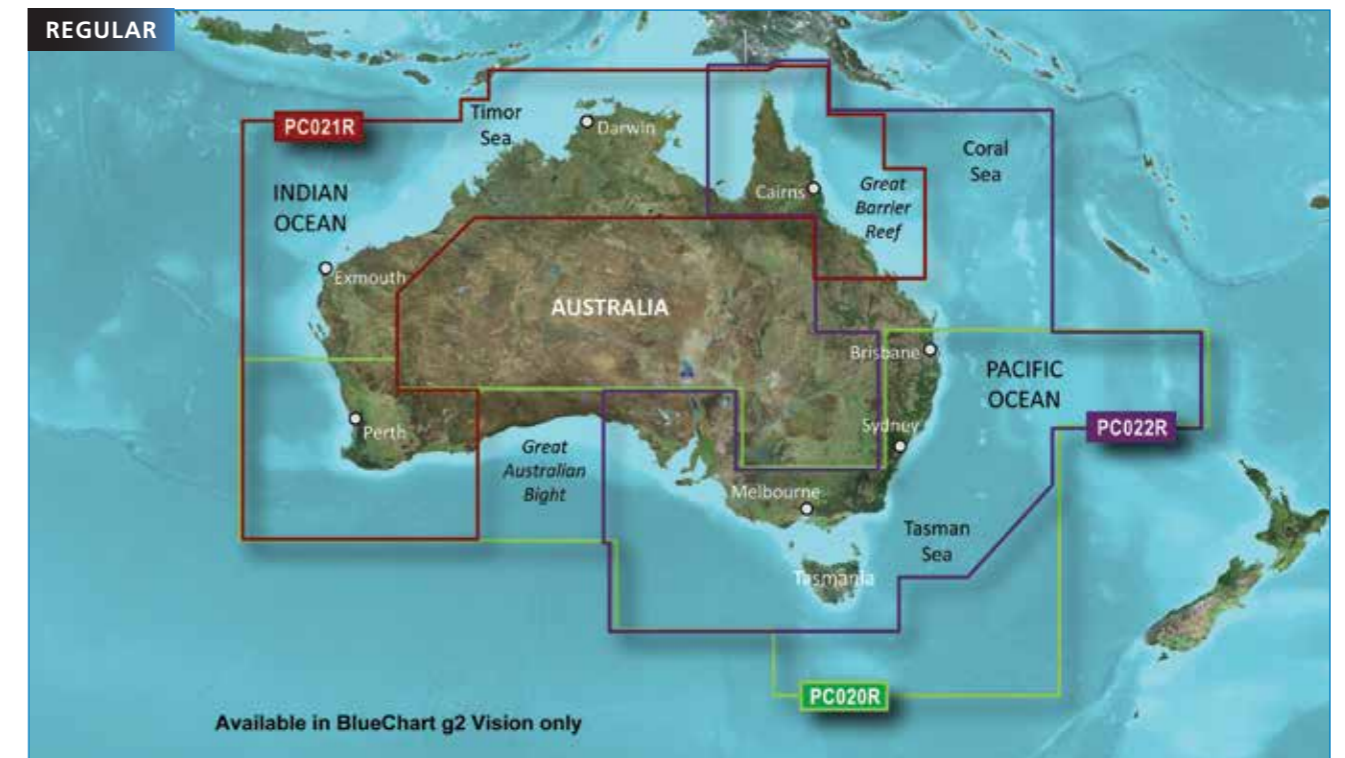 REGULAR
PC021R
Timor
Sea
Darwin
Coral
Sea
INDIAN
OCEAN
Cairns
Great
Barrier
Reef
Exmouth
AUSTRALIA
Brisbane
PACIFIC
OCEAN
Perth
Sydney
PC022R
Great
Australian
Bight
Melbourne
Tasman
Sea
Tasmania
PC020R
Available in BlueChart g2 Vision only